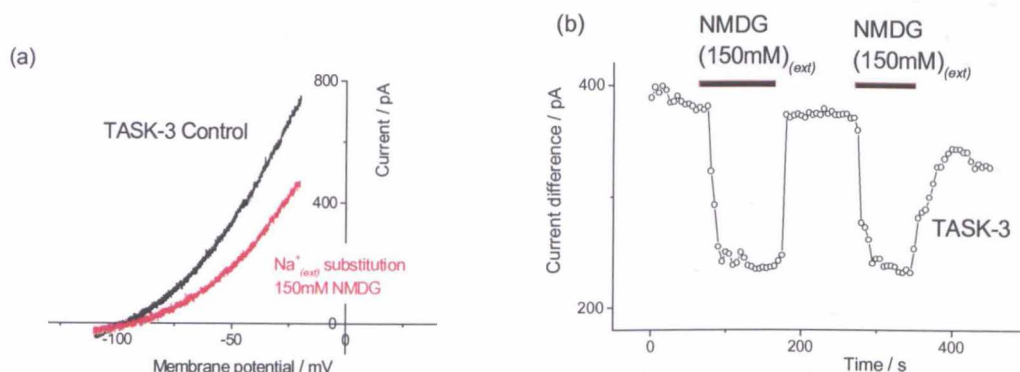 (a)
800
TASK-3 Control
Current / pA
400
Na⁺(ext) substitution
150mM NMDG
0
-100
-50
0
Membrane potential / mV
(b)
NMDG
(150mM)(ext)
NMDG
(150mM)(ext)
400
Current difference / pA
TASK-3
200
0
200
400
Time / s